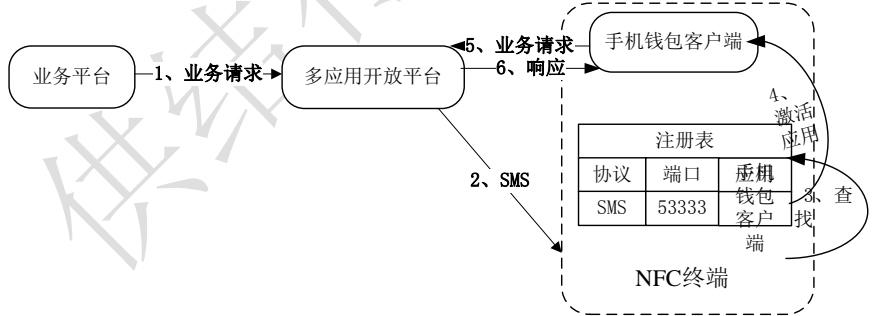 业务平台
1、业务请求
多应用开放平台
5、业务请求
6、响应
手机钱包客户端
2、SMS
4、
激活
应用
注册表
协议 端口 应用
SMS 53333 手机
钱包
客户
端
3、查
找
NFC终端
供结